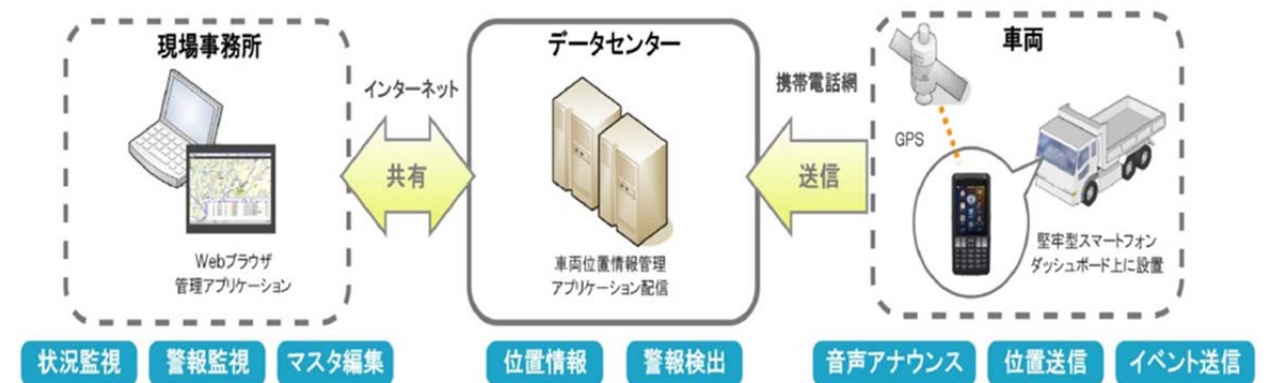 現場事務所
Webブラウザ
管理アプリケーション
状況監視
警報監視
マスタ編集
インターネット
共有
データセンター
車両位置情報管理
アプリケーション配信
位置情報
警報検出
携帯電話網
送信
車両
GPS
堅牢型スマートフォン
ダッシュボード上に設置
音声アナウンス
位置送信
イベント送信